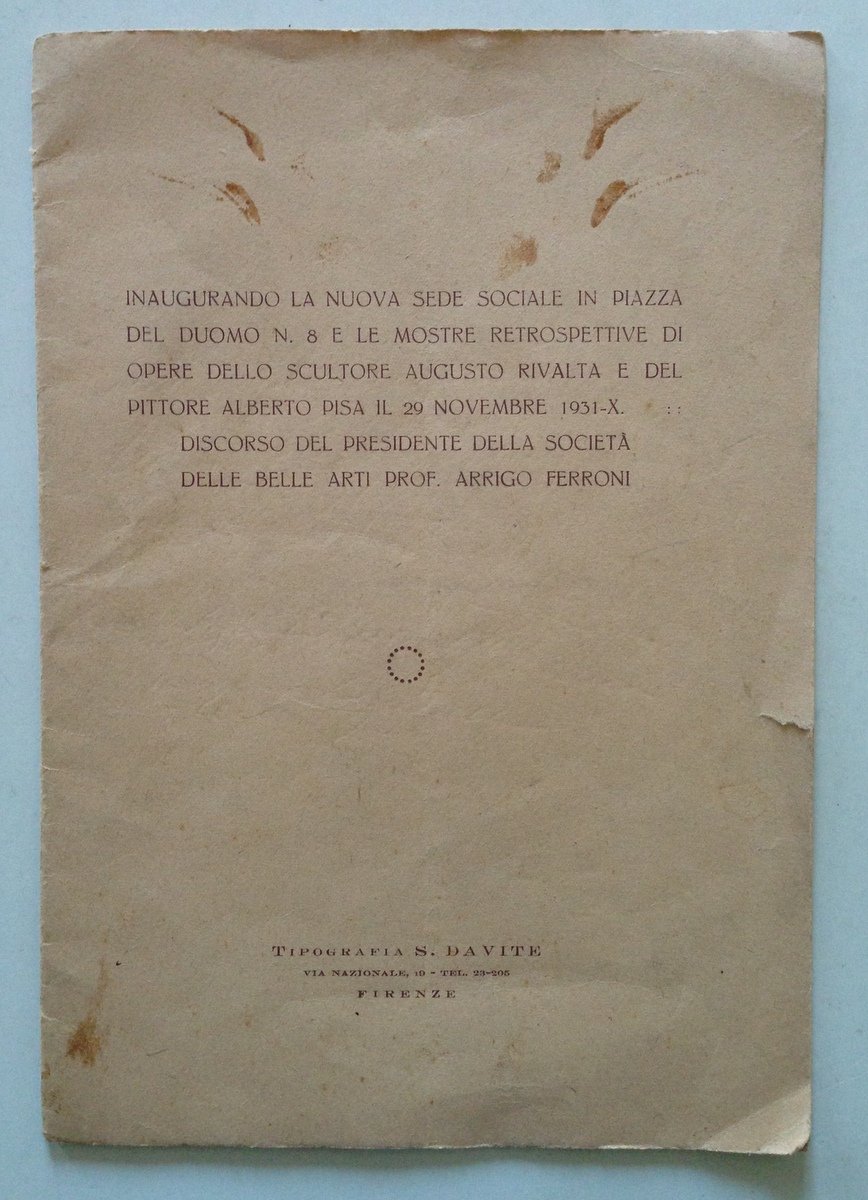 INAUGURANDO LA NUOVA SEDE SOCIALE IN PIAZZA
DEL DUOMO N. 8 E LE MOSTRE RETROSPETTIVE DI
OPERE DELLO SCULTORE AUGUSTO RIVALTA E DEL
PITTORE ALBERTO PISA IL 29 NOVEMBRE 1931-X. ::
DISCORSO DEL PRESIDENTE DELLA SOCIETÀ
DELLE BELLE ARTI PROF. ARRIGO FERRONI
TIPOGRAFIA S. DAVITE
VIA NAZIONALE, 19 - TEL. 23-205
FIRENZE